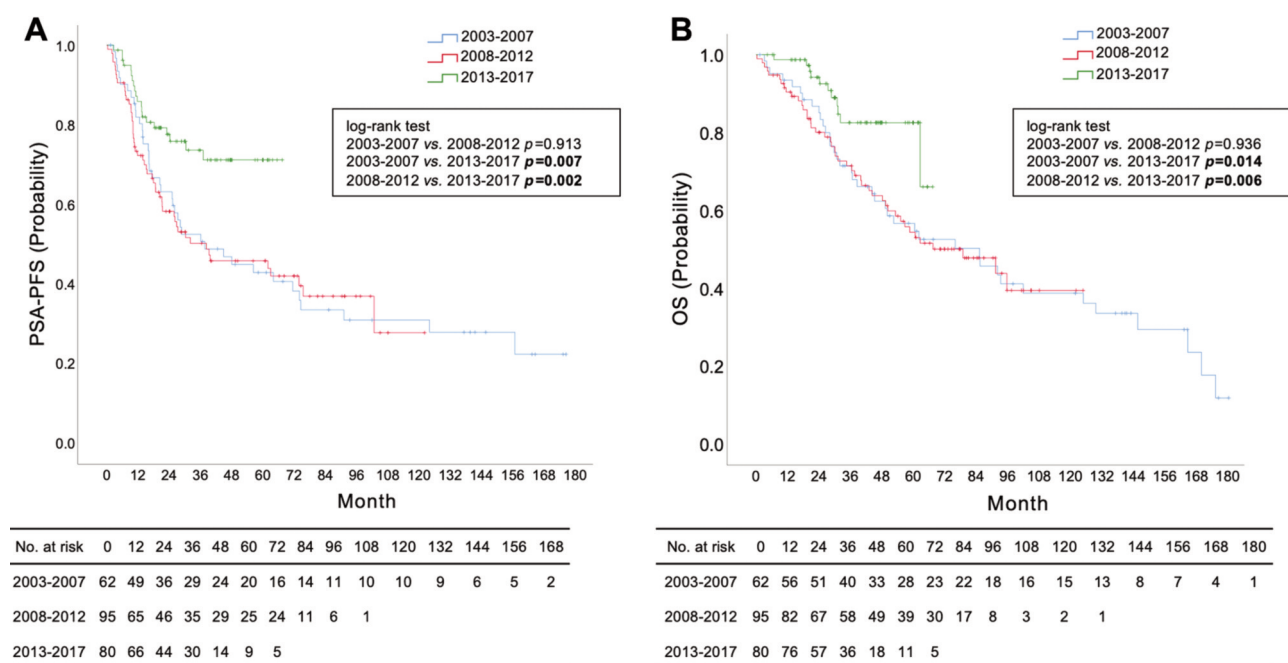 A
2003-2007
2008-2012
2013-2017
log-rank test
2003-2007 vs. 2008-2012 p=0.913
2003-2007 vs. 2013-2017 p=0.007
2008-2012 vs. 2013-2017 p=0.002
PSA-PFS (Probability)
1.0
0.8
0.6
0.4
0.2
0.0
0 12 24 36 48 60 72 84 96 108 120 132 144 156 168 180
Month
No. at risk 0 12 24 36 48 60 72 84 96 108 120 132 144 156 168
2003-2007 62 49 36 29 24 20 16 14 11 10 10 9 6 5 2
2008-2012 95 65 46 35 29 25 24 11 6 1
2013-2017 80 66 44 30 14 9 5
B
2003-2007
2008-2012
2013-2017
log-rank test
2003-2007 vs. 2008-2012 p=0.936
2003-2007 vs. 2013-2017 p=0.014
2008-2012 vs. 2013-2017 p=0.006
OS (Probability)
1.0
0.8
0.6
0.4
0.2
0.0
0 12 24 36 48 60 72 84 96 108 120 132 144 156 168 180
Month
No. at risk 0 12 24 36 48 60 72 84 96 108 120 132 144 156 168 180
2003-2007 62 56 51 40 33 28 23 22 18 16 15 13 8 7 4 1
2008-2012 95 82 67 58 49 39 30 17 8 3 2 1
2013-2017 80 76 57 36 18 11 5